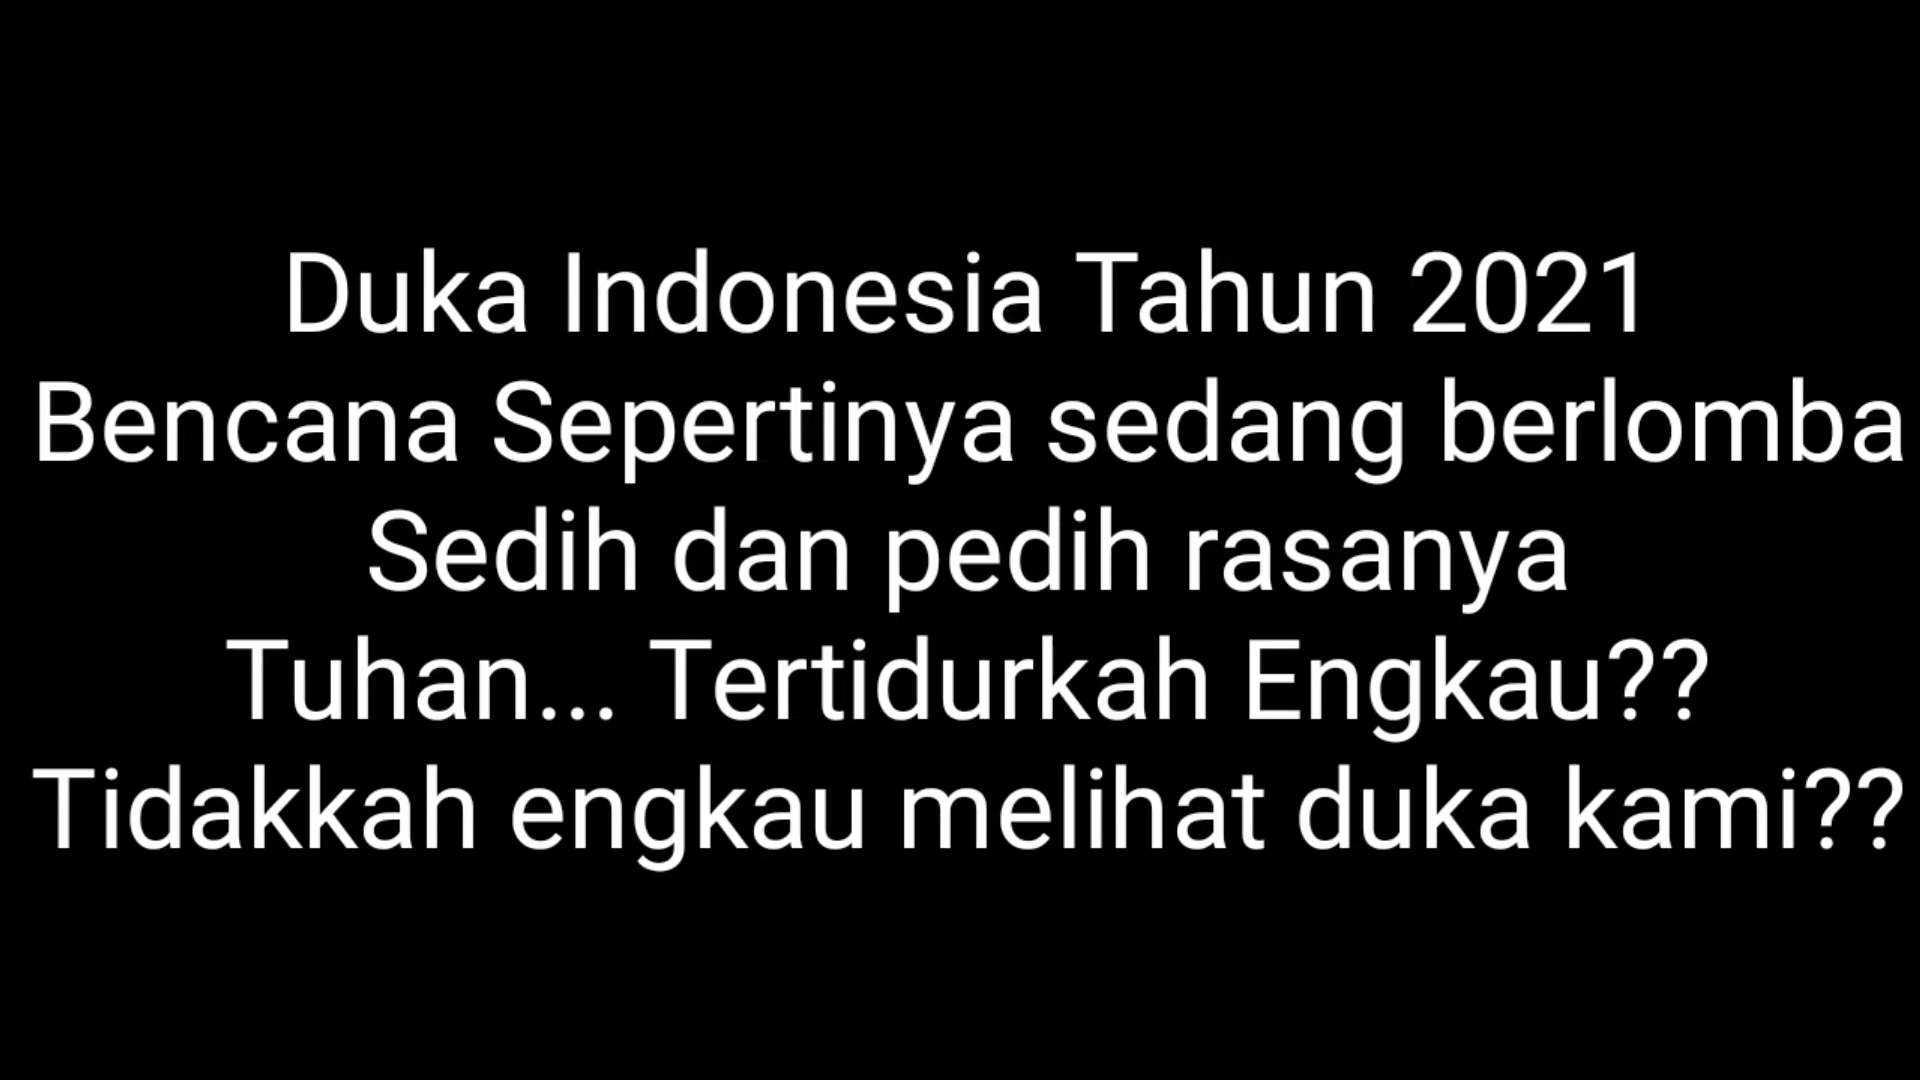 Duka Indonesia Tahun 2021
Bencana Sepertinya sedang berlomba
Sedih dan pedih rasanya
Tuhan... Tertidurkah Engkau??
Tidakkah engkau melihat duka kami??